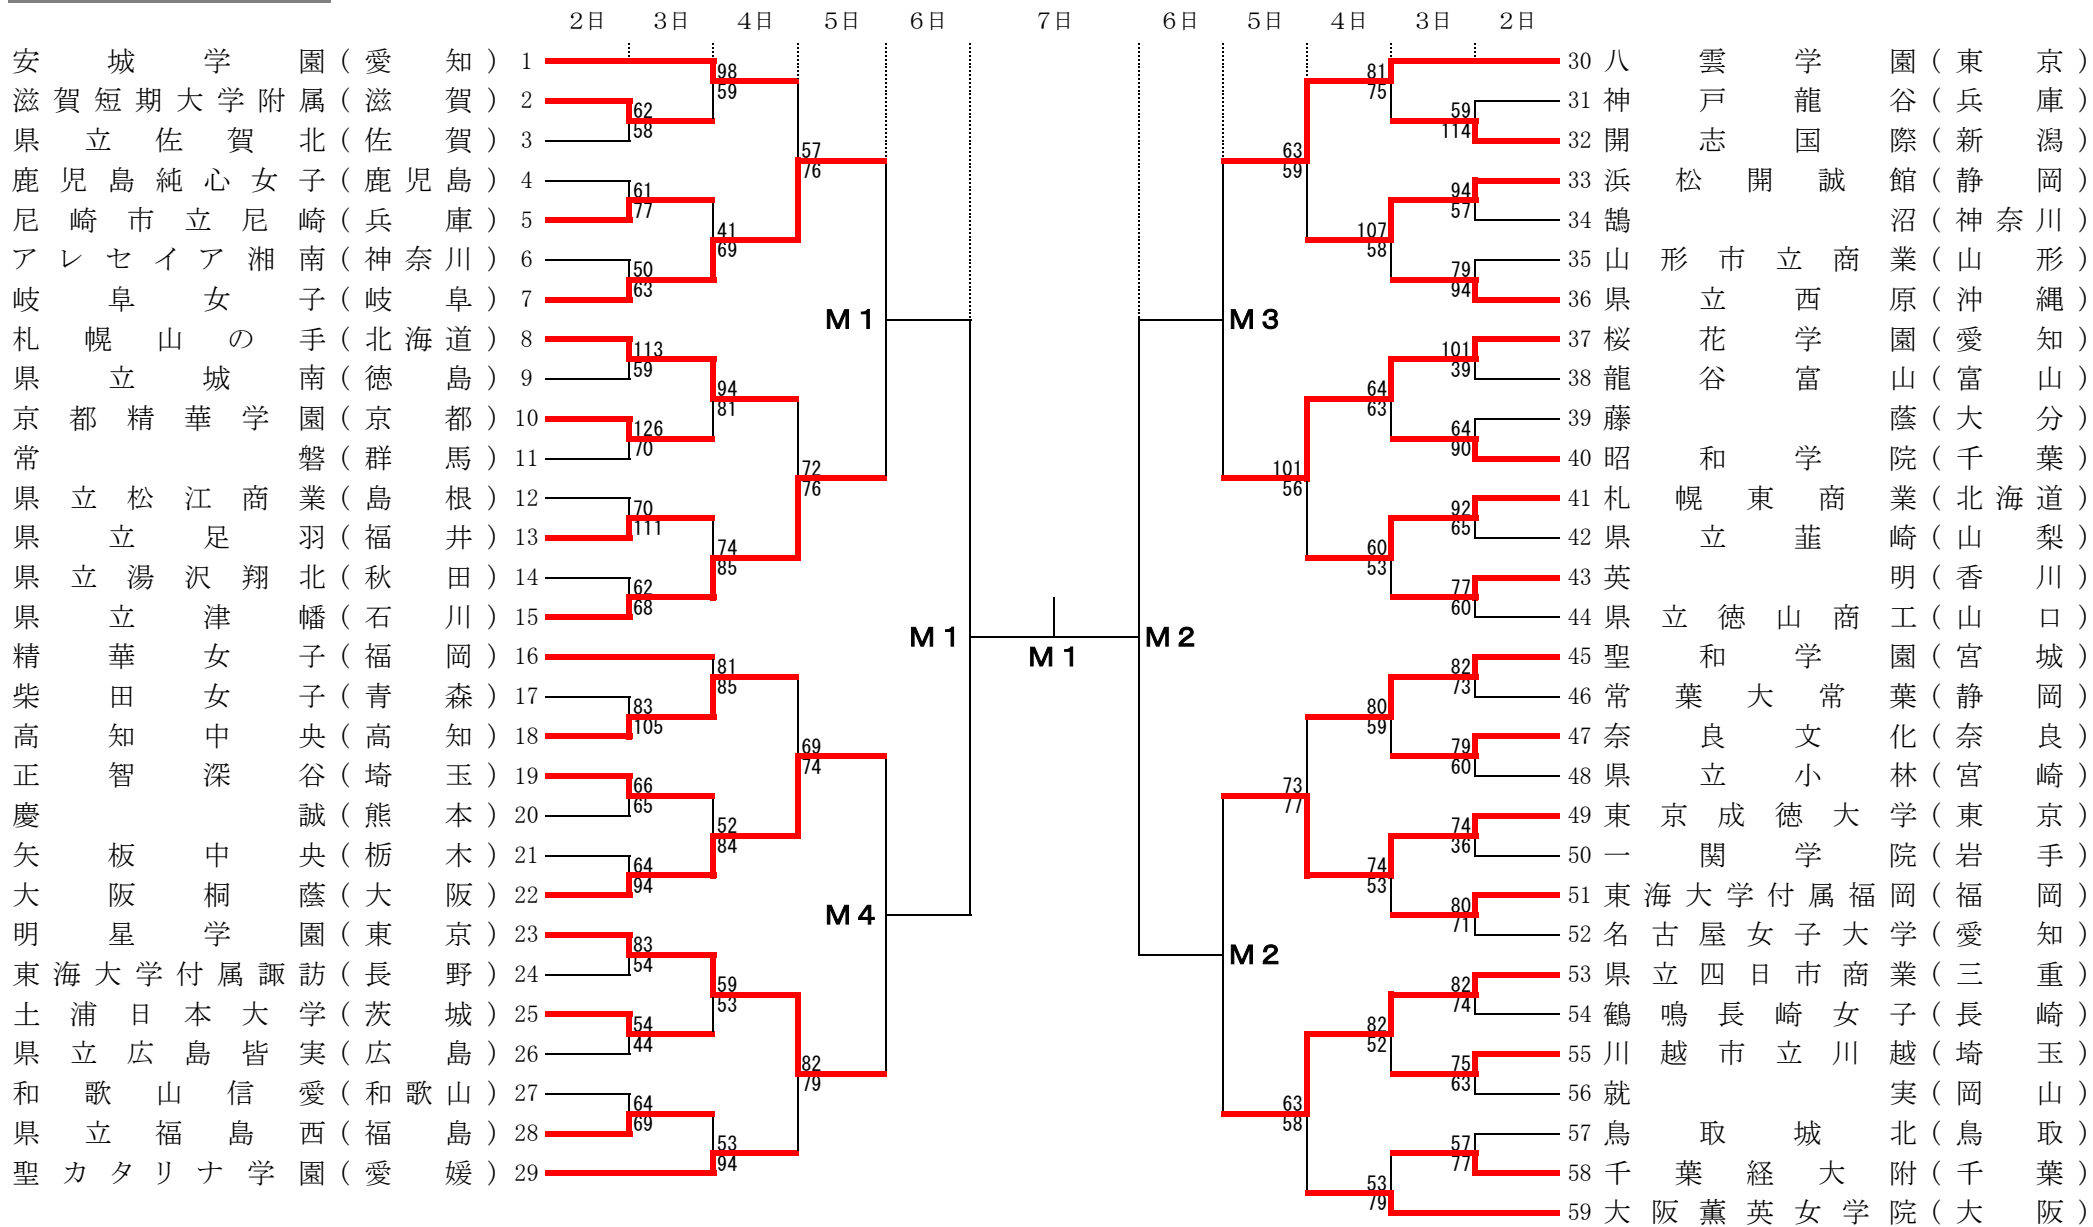 2日 3日 4日 5日 6日 7日 6日 5日 4日 3日 2日
安城学園(愛知) 1
滋賀短期大学附属(滋賀) 2
県立佐賀北(佐賀) 3
鹿児島純心女子(鹿児島) 4
尼崎市立尼崎(兵庫) 5
アレセイア湘南(神奈川) 6
岐阜女子(岐阜) 7
札幌山の手(北海道) 8
県立城南(徳島) 9
京都精華学園(京都) 10
常磐(群馬) 11
県立松江商業(島根) 12
県立足羽(福井) 13
県立湯沢翔北(秋田) 14
県立津幡(石川) 15
精華女子(福岡) 16
柴田女子(青森) 17
高知中央(高知) 18
正智深谷(埼玉) 19
慶誠(熊本) 20
矢板中央(栃木) 21
大阪桐蔭(大阪) 22
明星学園(東京) 23
東海大学付属諏訪(長野) 24
土浦日本大学(茨城) 25
県立広島皆実(広島) 26
和歌山信愛(和歌山) 27
県立福島西(福島) 28
聖カタリナ学園(愛媛) 29
62
58
61
77
50
63
113
59
126
70
70
111
62
68
83
105
66
65
64
94
83
54
54
44
64
69
98
59
41
69
94
81
74
85
81
85
52
84
59
53
53
94
57
76
72
76
69
74
82
79
M1
M4
M1
M1
M2
M3
M2
63
59
101
56
73
77
63
58
81
75
107
58
64
63
60
53
80
59
74
53
82
52
53
79
59
114
94
57
79
94
101
39
64
90
92
65
77
60
82
73
79
60
74
36
80
71
82
74
75
63
57
77
30 八雲学園(東京)
31 神戸龍谷(兵庫)
32 開志国際(新潟)
33 浜松開誠館(静岡)
34 鵠沼(神奈川)
35 山形市立商業(山形)
36 県立西原(沖縄)
37 桜花学園(愛知)
38 龍谷富山(富山)
39 藤蔭(大分)
40 昭和学院(千葉)
41 札幌東商業(北海道)
42 県立韮崎(山梨)
43 英明(香川)
44 県立徳山商工(山口)
45 聖和学園(宮城)
46 常葉大常葉(静岡)
47 奈良文化(奈良)
48 県立小林(宮崎)
49 東京成徳大学(東京)
50 一関学院(岩手)
51 東海大学付属福岡(福岡)
52 名古屋女子大学(愛知)
53 県立四日市商業(三重)
54 鶴鳴長崎女子(長崎)
55 川越市立川越(埼玉)
56 就実(岡山)
57 鳥取城北(鳥取)
58 千葉経大附(千葉)
59 大阪薫英女学院(大阪)